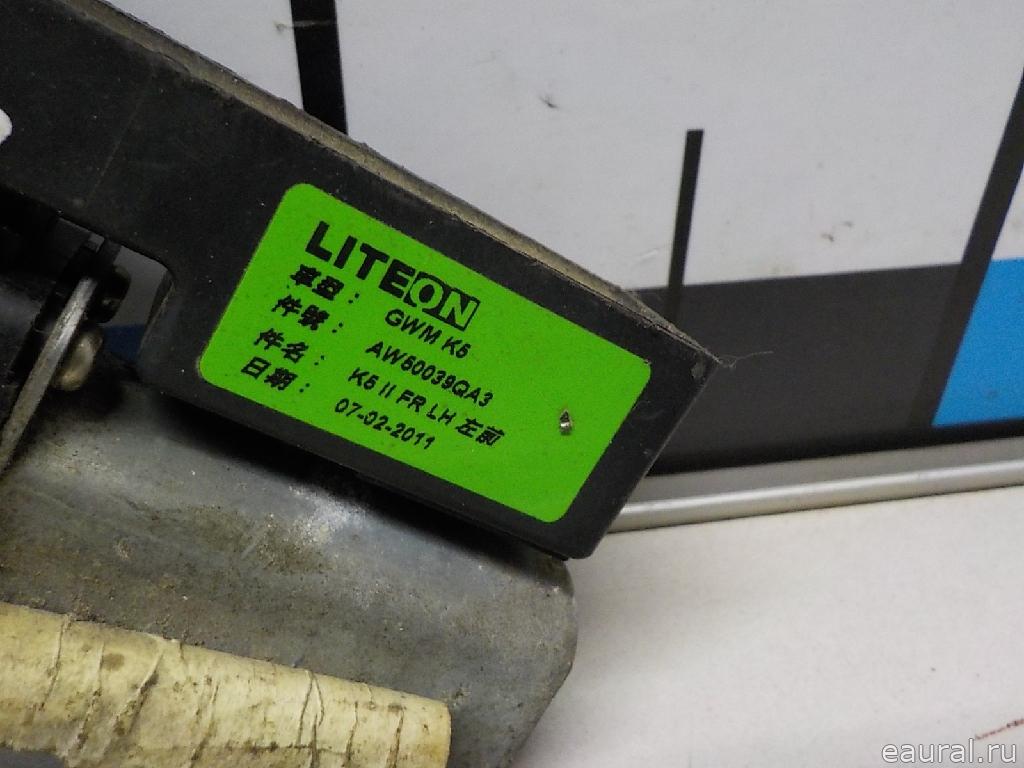 LITEON
車型： GWM K5
件號： AW50039QA3
件名： K5 II FR LH 左前
日期： 07-02-2011
eaural.ru